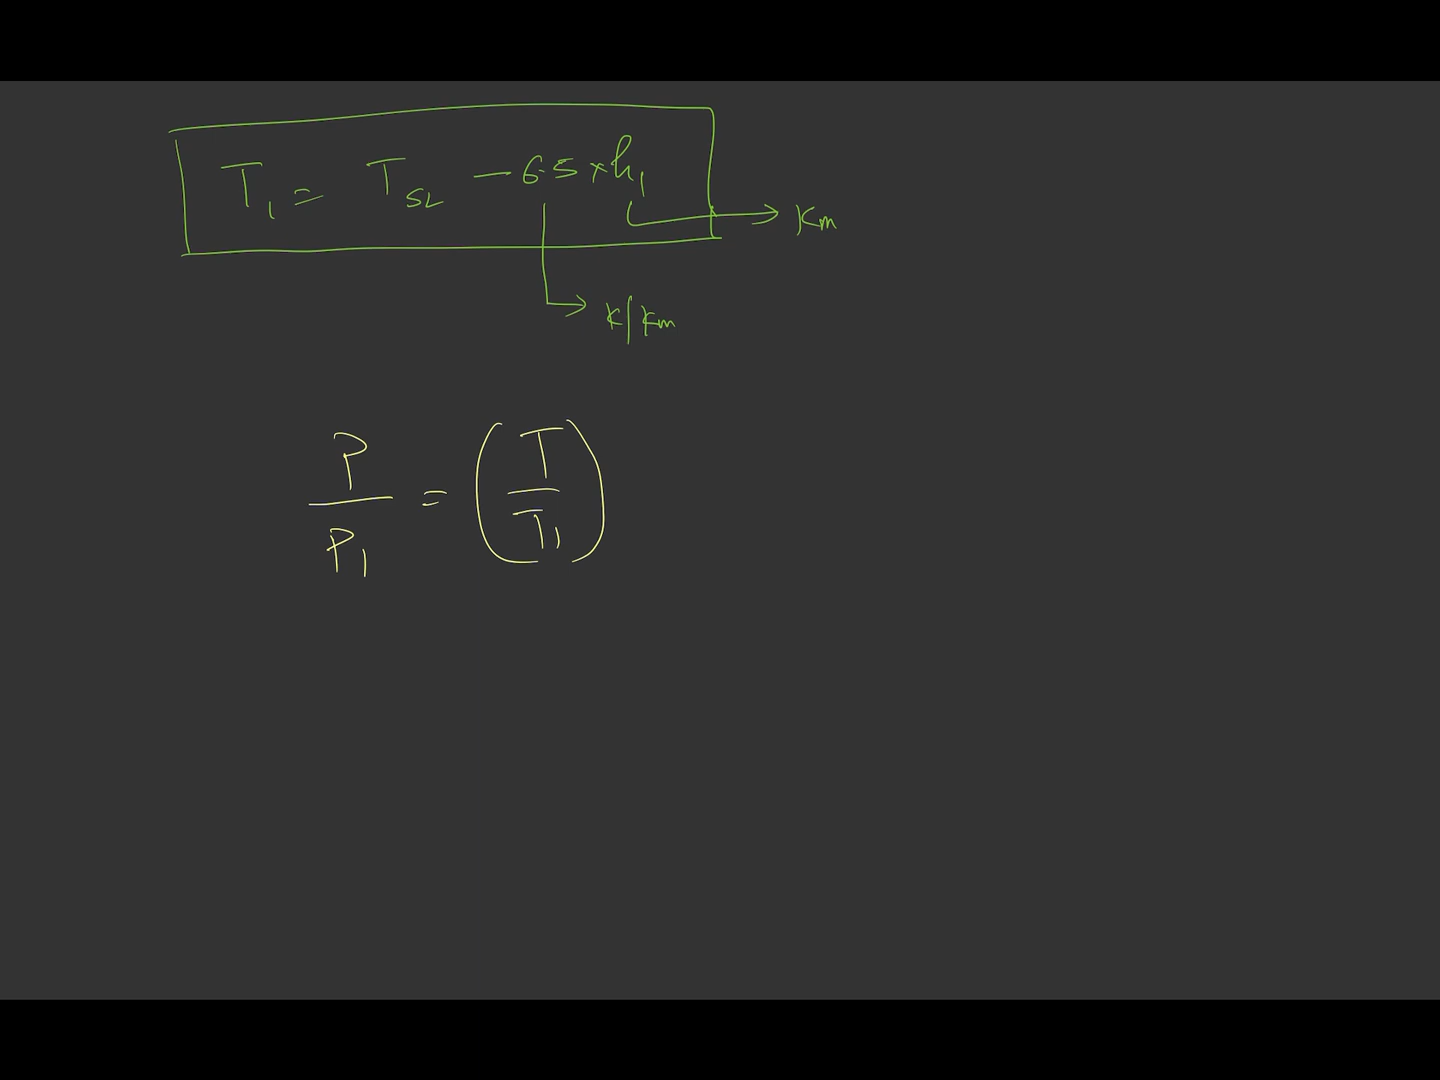 T₁ = T_SL - 6.5 × h₁
Km
K/Km
P/P₁ = (T/T₁)